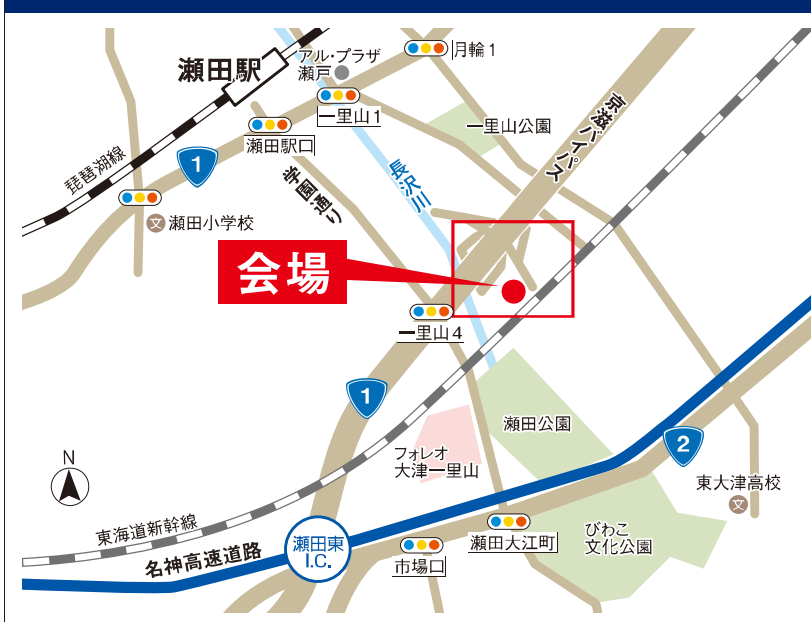 アル・プラザ
瀬戸
月輪1
瀬田駅
一里山1
一里山公園
京滋バイパス
瀬田駅口
琵琶湖線
1
学園通り
長沢川
文
瀬田小学校
会場
一里山4
1
瀬田公園
2
フォレオ
大津一里山
N
東大津高校
文
東海道新幹線
瀬田東
I.C.
名神高速道路
瀬田大江町
びわこ
文化公園
市場口